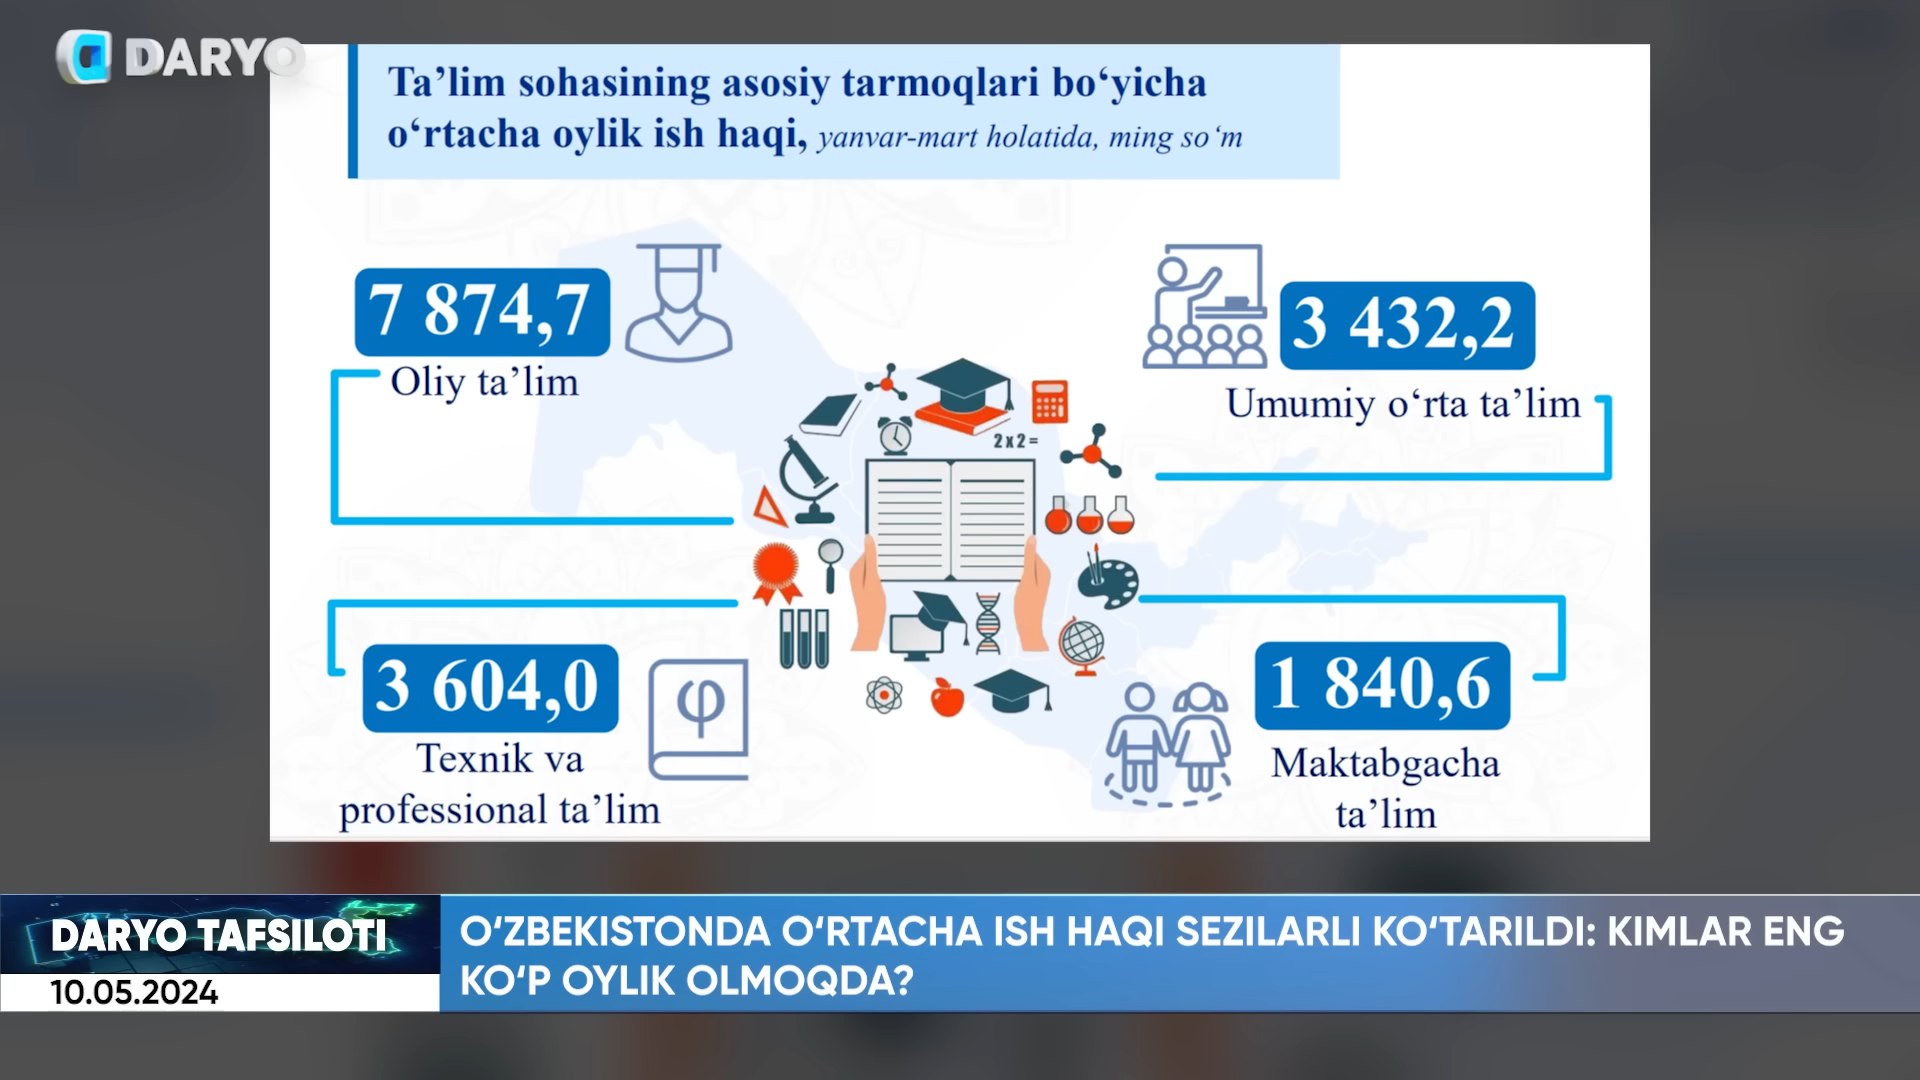 DARYO
Ta’lim sohasining asosiy tarmoqlari bo‘yicha
o‘rtacha oylik ish haqi, yanvar-mart holatida, ming so‘m
7 874,7
Oliy ta’lim
3 432,2
Umumiy o‘rta ta’lim
2x2=
3 604,0
φ
Texnik va
professional ta’lim
1 840,6
Maktabgacha
ta’lim
DARYO TAFSILOTI
10.05.2024
O‘ZBEKISTONDA O‘RTACHA ISH HAQI SEZILARLI KO‘TARILDI: KIMLAR ENG
KO‘P OYLIK OLMOQDA?